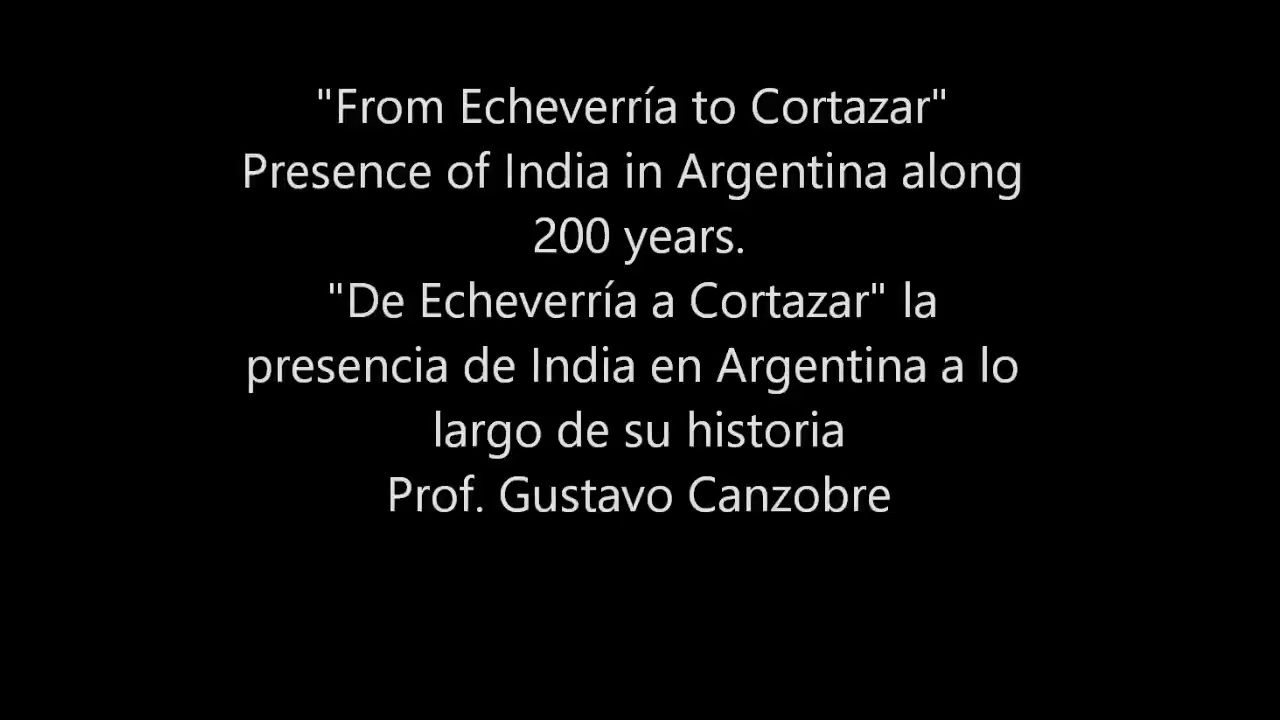 "From Echeverría to Cortazar"
Presence of India in Argentina along
200 years.
"De Echeverría a Cortazar" la
presencia de India en Argentina a lo
largo de su historia
Prof. Gustavo Canzobre